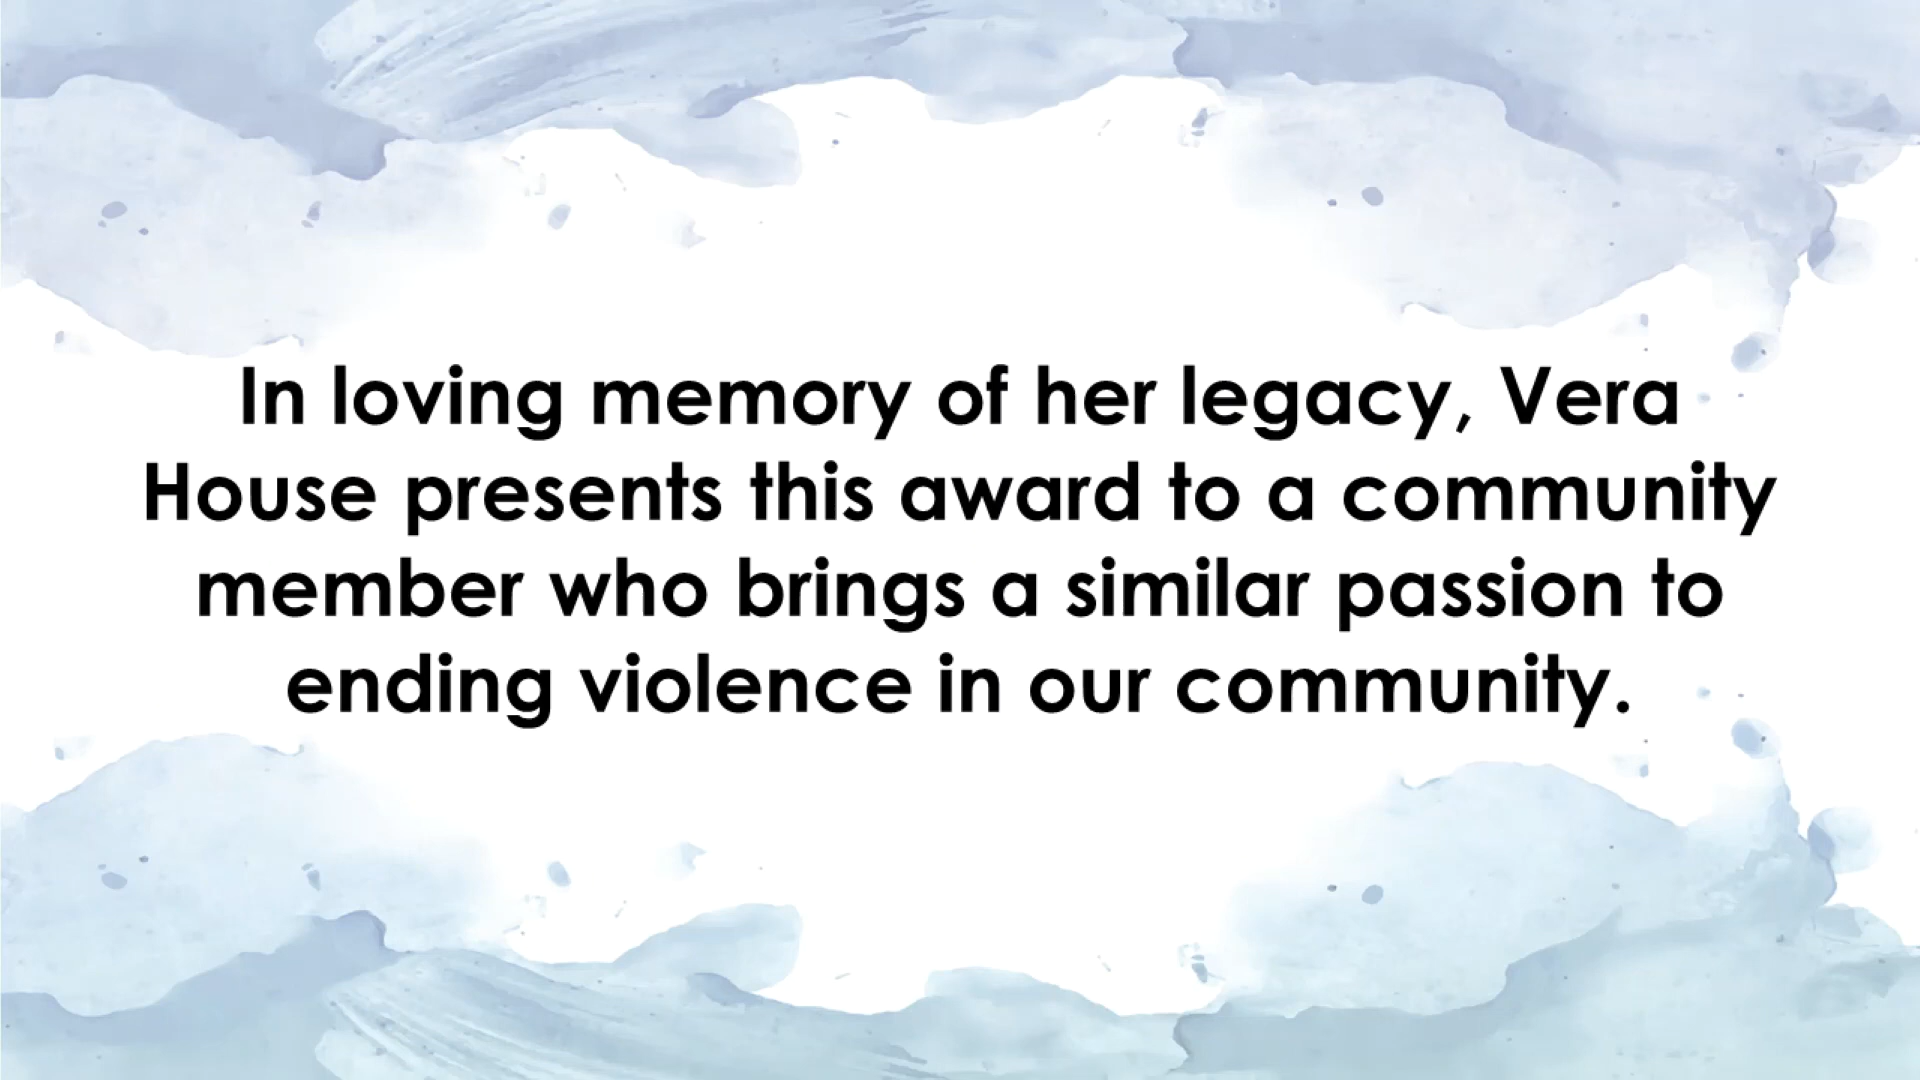 In loving memory of her legacy, Vera
House presents this award to a community
member who brings a similar passion to
ending violence in our community.